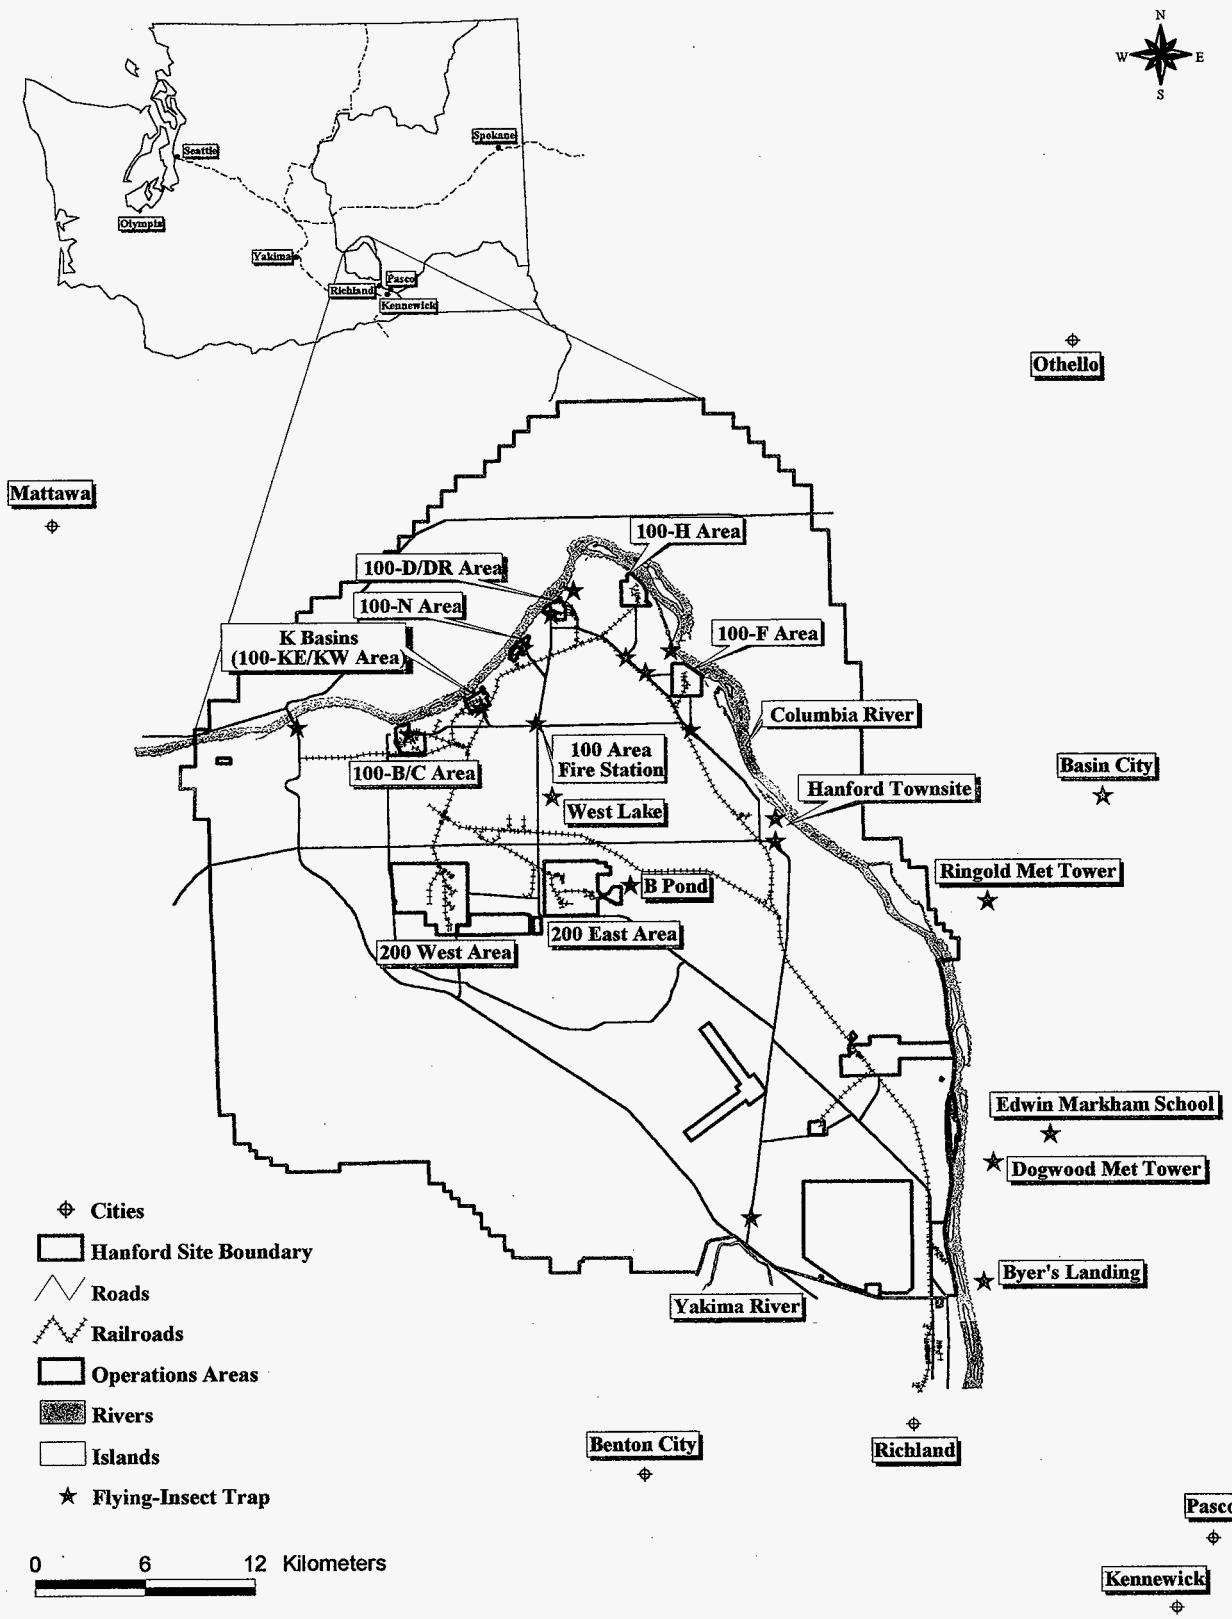 N
W E
S
Spokane
Seattle
Olympia
Yakima
Pasco
Richland
Kennewick
Othello
Mattawa
100-H Area
100-D/DR Area
100-N Area
K Basins
(100-KE/KW Area)
100-F Area
Columbia River
100 Area
Fire Station
100-B/C Area
Basin City
Hanford Townsite
West Lake
Ringold Met Tower
B Pond
200 East Area
200 West Area
Edwin Markham School
Dogwood Met Tower
Byer's Landing
Yakima River
Cities
Hanford Site Boundary
Roads
Railroads
Operations Areas
Rivers
Islands
Flying-Insect Trap
Benton City
Richland
Pasco
Kennewick
0 6 12 Kilometers